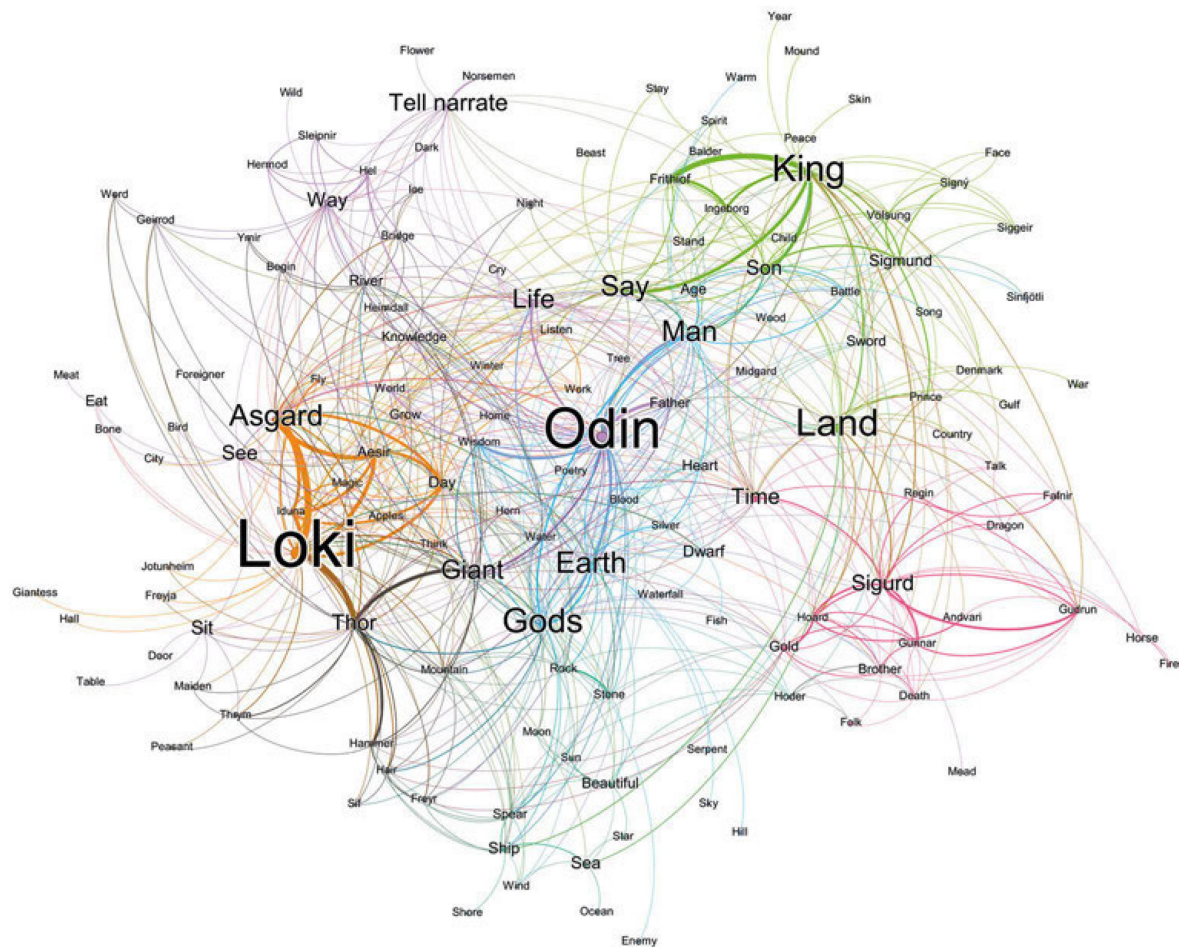 Year
Flower
Mound
Norsemen
Warm
Wild
Stay
Skin
Tell narrate
Spirit
Sleipnir
Peace
Dark
Balder
Beast
Face
Hermod
King
Hel
Frithiof
Signý
Ice
Word
Way
Night
Ingeborg
Völsung
Geirrod
Siggeir
Ymir
Bridge
Stand
Child
Begin
Cry
Son
Sigmund
River
Say
Age
Battle
Sinfjötli
Life
Heimdall
Wood
Song
Knowledge
Listen
Man
Sword
Tree
Winter
Midgard
Denmark
Meat
Foreigner
Fly
World
Work
War
Eat
Father
Prince
Gulf
Asgard
Grow
Home
Bone
Bird
Odin
Land
Country
Wisdom
City
See
Aesir
Poetry
Heart
Talk
Magic
Day
Blood
Time
Regin
Fafnir
Iduna
Apples
Horn
Silver
Dragon
Loki
Think
Water
Dwarf
Jotunheim
Giant
Earth
Sigurd
Giantess
Freyja
Waterfall
Hall
Gods
Fish
Hoard
Andvari
Gudrun
Sit
Thor
Gold
Gunnar
Horse
Door
Mountain
Rock
Brother
Fire
Table
Maiden
Stone
Hoder
Death
Thrym
Folk
Peasant
Hammer
Moon
Sun
Serpent
Hair
Beautiful
Mead
Sif
Freyr
Spear
Sky
Star
Hill
Ship
Sea
Wind
Shore
Ocean
Enemy